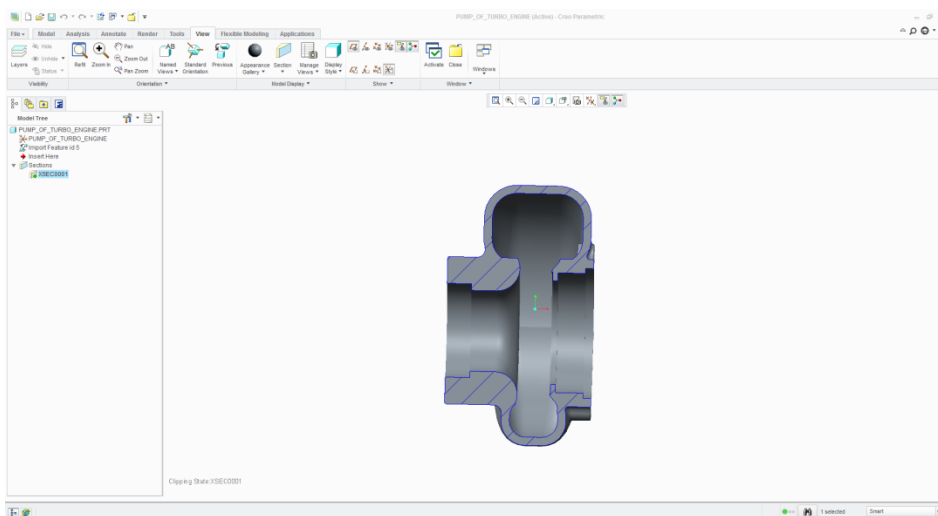 PUMP_OF_TURBO_ENGINE (Active) - Creo Parametric
File Model Analysis Annotate Render Tools View Flexible Modeling Applications
Layers
Hide
Unhide
Status
Refit
Zoom In
Pan
Zoom Out
Pan Zoom
Named Views
Standard Orientation
Previous
Appearance Gallery
Section
Manage Views
Display Style
Activate
Close
Windows
Visibility Orientation Model Display Show Window
Model Tree
PUMP_OF_TURBO_ENGINE.PRT
PUMP_OF_TURBO_ENGINE
Import Feature id 5
Insert Here
Sections
XSEC0001
Clipping State:XSEC0001
1 selected Smart